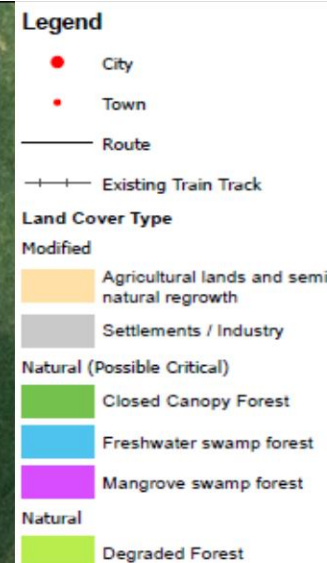 Legend
City
Town
Route
Existing Train Track
Land Cover Type
Modified
Agricultural lands and semi
natural regrowth
Settlements / Industry
Natural (Possible Critical)
Closed Canopy Forest
Freshwater swamp forest
Mangrove swamp forest
Natural
Degraded Forest